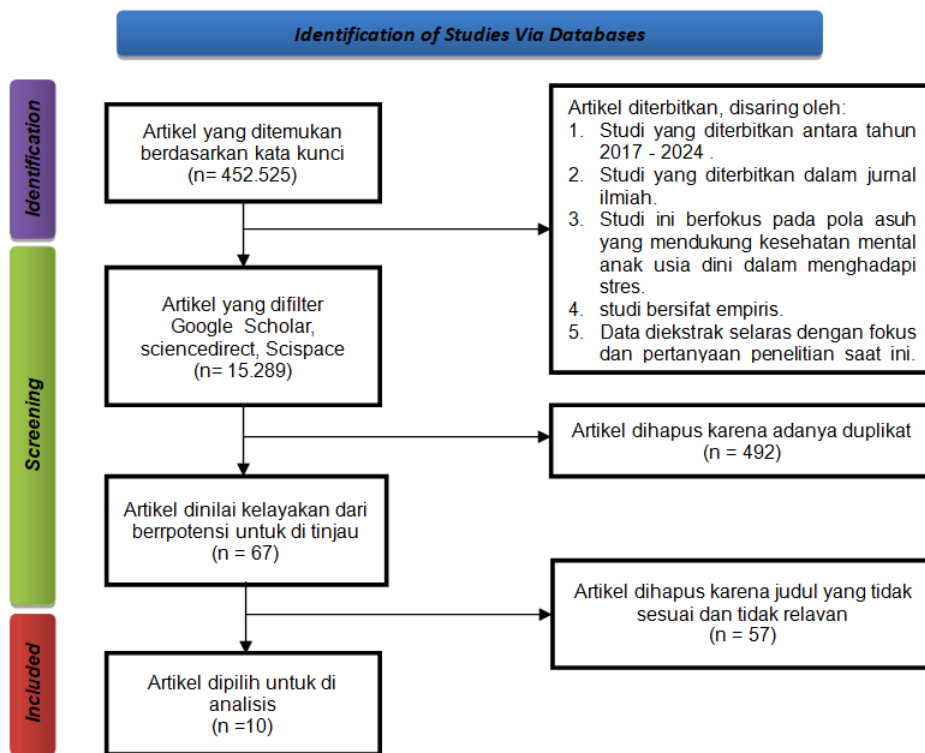 Identification of Studies Via Databases
Identification
Artikel yang ditemukan
berdasarkan kata kunci
(n= 452.525)
Artikel diterbitkan, disaring oleh:
1. Studi yang diterbitkan antara tahun
2017 - 2024 .
2. Studi yang diterbitkan dalam jurnal
ilmiah.
3. Studi ini berfokus pada pola asuh
yang mendukung kesehatan mental
anak usia dini dalam menghadapi
stres.
4. studi bersifat empiris.
5. Data diekstrak selaras dengan fokus
dan pertanyaan penelitian saat ini.
Screening
Artikel yang difilter
Google Scholar,
sciencedirect, Scispace
(n= 15.289)
Artikel dihapus karena adanya duplikat
(n = 492)
Artikel dinilai kelayakan dari
berrpotensi untuk di tinjau
(n = 67)
Artikel dihapus karena judul yang tidak
sesuai dan tidak relavan
(n = 57)
Included
Artikel dipilih untuk di
analisis
(n =10)